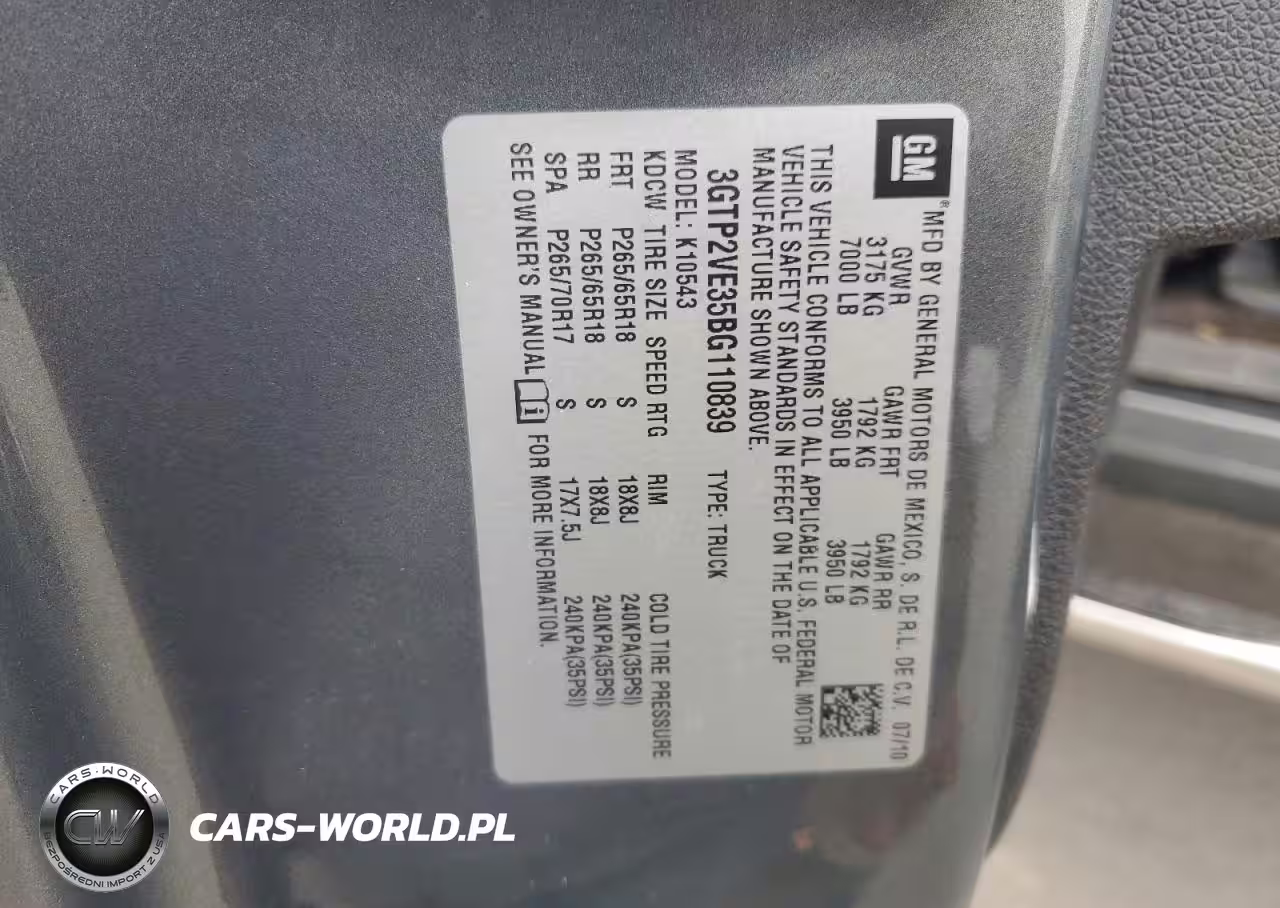 GM
® MFD BY GENERAL MOTORS DE MEXICO, S. DE R.L. DE C.V. 07/10
GVWR GAWR FRT GAWR RR
3175 KG 1792 KG 1792 KG
7000 LB 3950 LB 3950 LB
THIS VEHICLE CONFORMS TO ALL APPLICABLE U.S. FEDERAL MOTOR
VEHICLE SAFETY STANDARDS IN EFFECT ON THE DATE OF
MANUFACTURE SHOWN ABOVE.
3GTP2VE35BG110839 TYPE: TRUCK
MODEL: K10543
KDCW TIRE SIZE SPEED RTG RIM COLD TIRE PRESSURE
FRT P265/65R18 S 18X8J 240KPA(35PSI)
RR P265/65R18 S 18X8J 240KPA(35PSI)
SPA P265/70R17 S 17X7.5J 240KPA(35PSI)
SEE OWNER'S MANUAL i FOR MORE INFORMATION.
CARS-WORLD
CW
BEZPOŚREDNI IMPORT Z USA
CARS-WORLD.PL